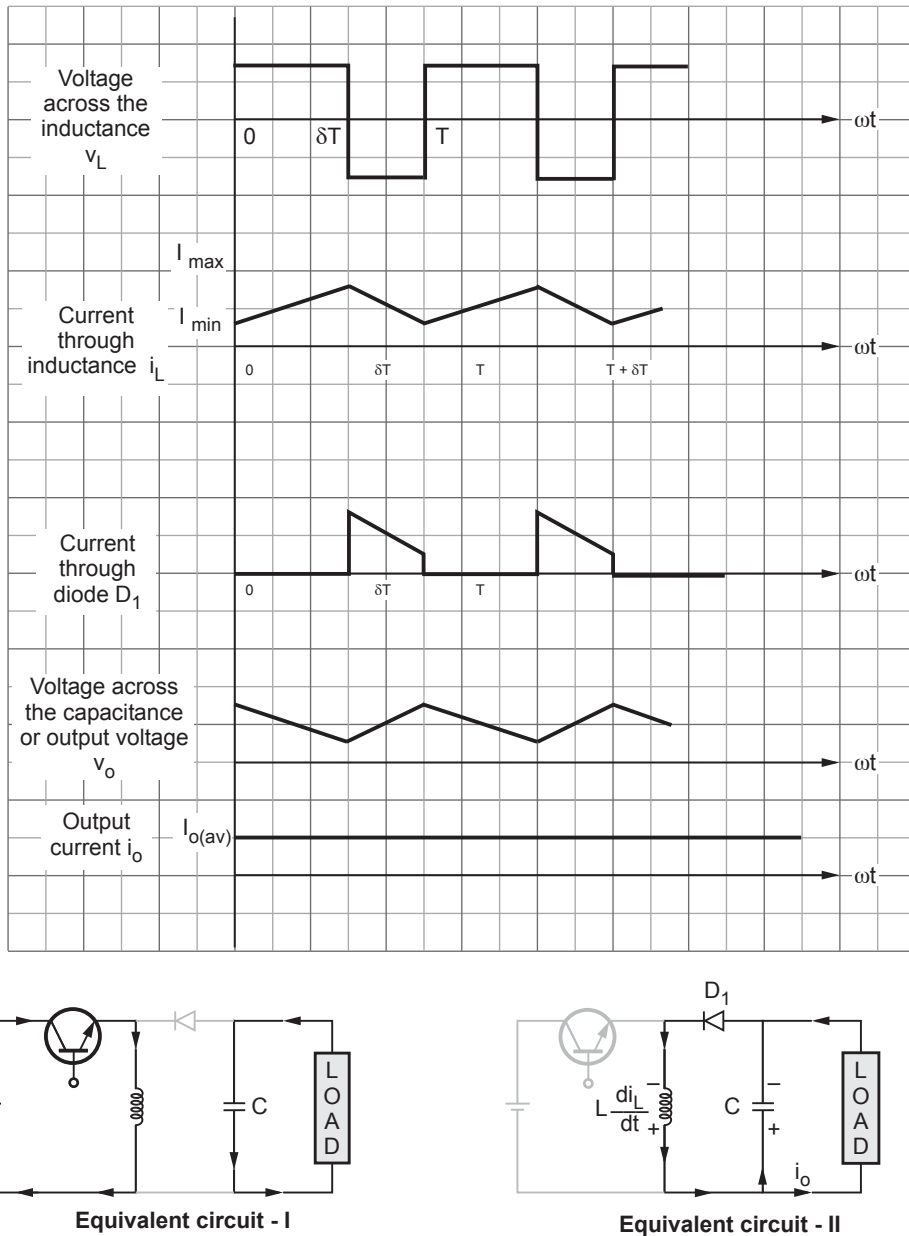 Voltage
across the
inductance
v_L
0 δT T ωt
I max
I min
Current
through
inductance i_L
0 δT T T + δT ωt
Current
through
diode D_1
0 δT T ωt
Voltage across
the capacitance
or output voltage
v_o
ωt
Output
current i_o
I_o(av)
ωt
C
L
O
A
D
Equivalent circuit - I
D_1
L di_L
dt
−
+
C
−
+
L
O
A
D
i_o
Equivalent circuit - II